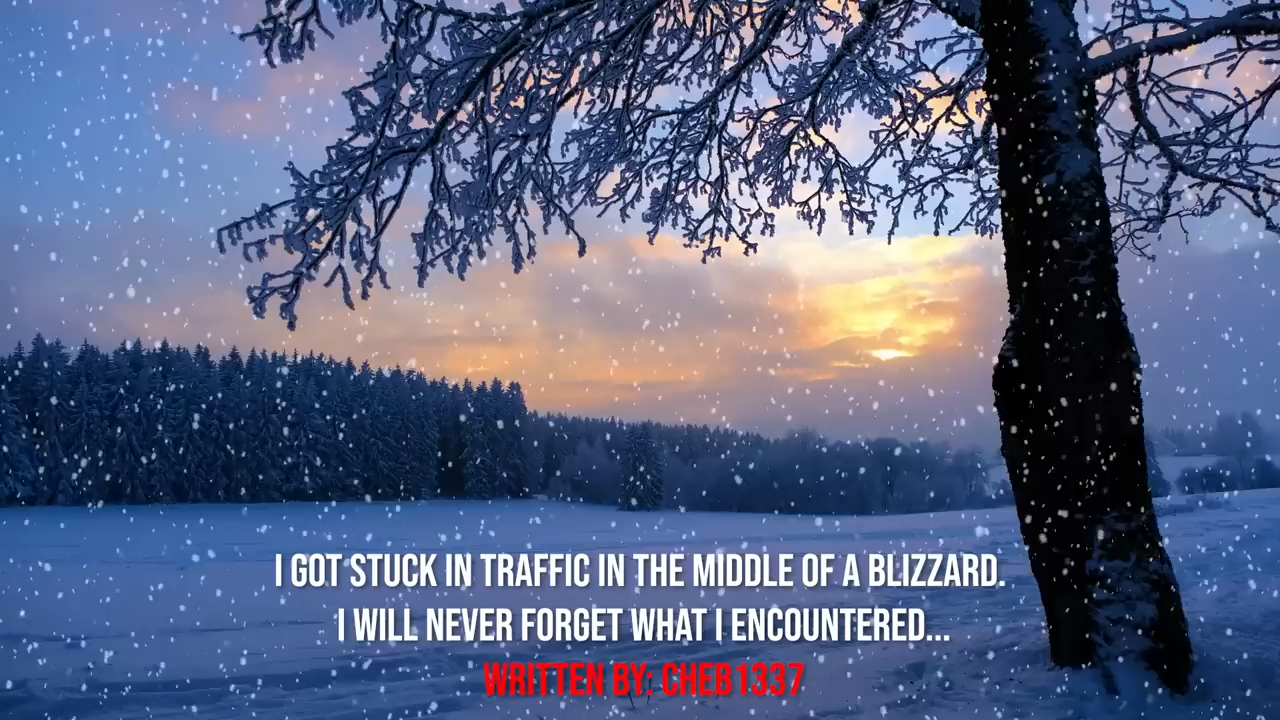 I GOT STUCK IN TRAFFIC IN THE MIDDLE OF A BLIZZARD.
I WILL NEVER FORGET WHAT I ENCOUNTERED...
WRITTEN BY: CHEB1337